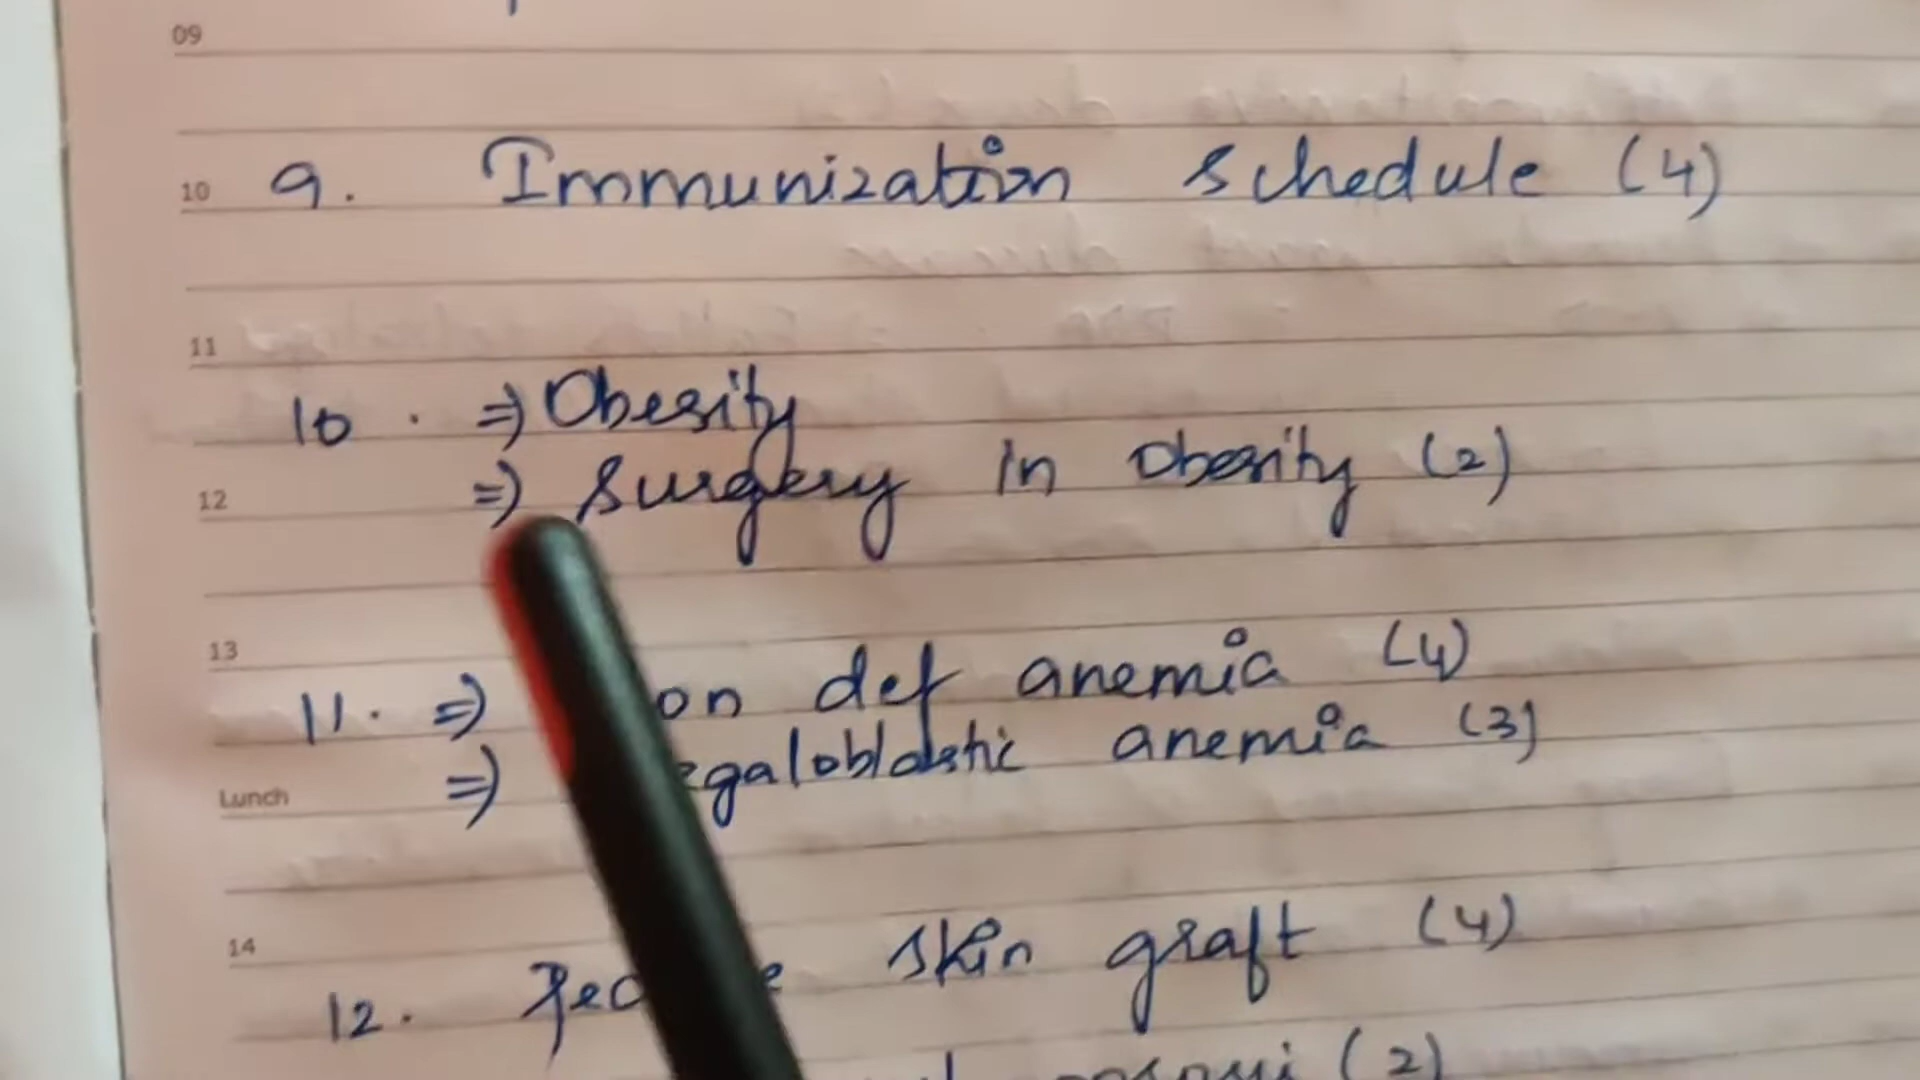 09
10 9. Immunization schedule (4)
11
10. ⇒ Obesity
12 ⇒ Surgery in Obesity (2)
13
11. ⇒ on def anemia (4)
⇒ egaloblastic anemia (3)
Lunch
14
12. skin graft (4)
(2)